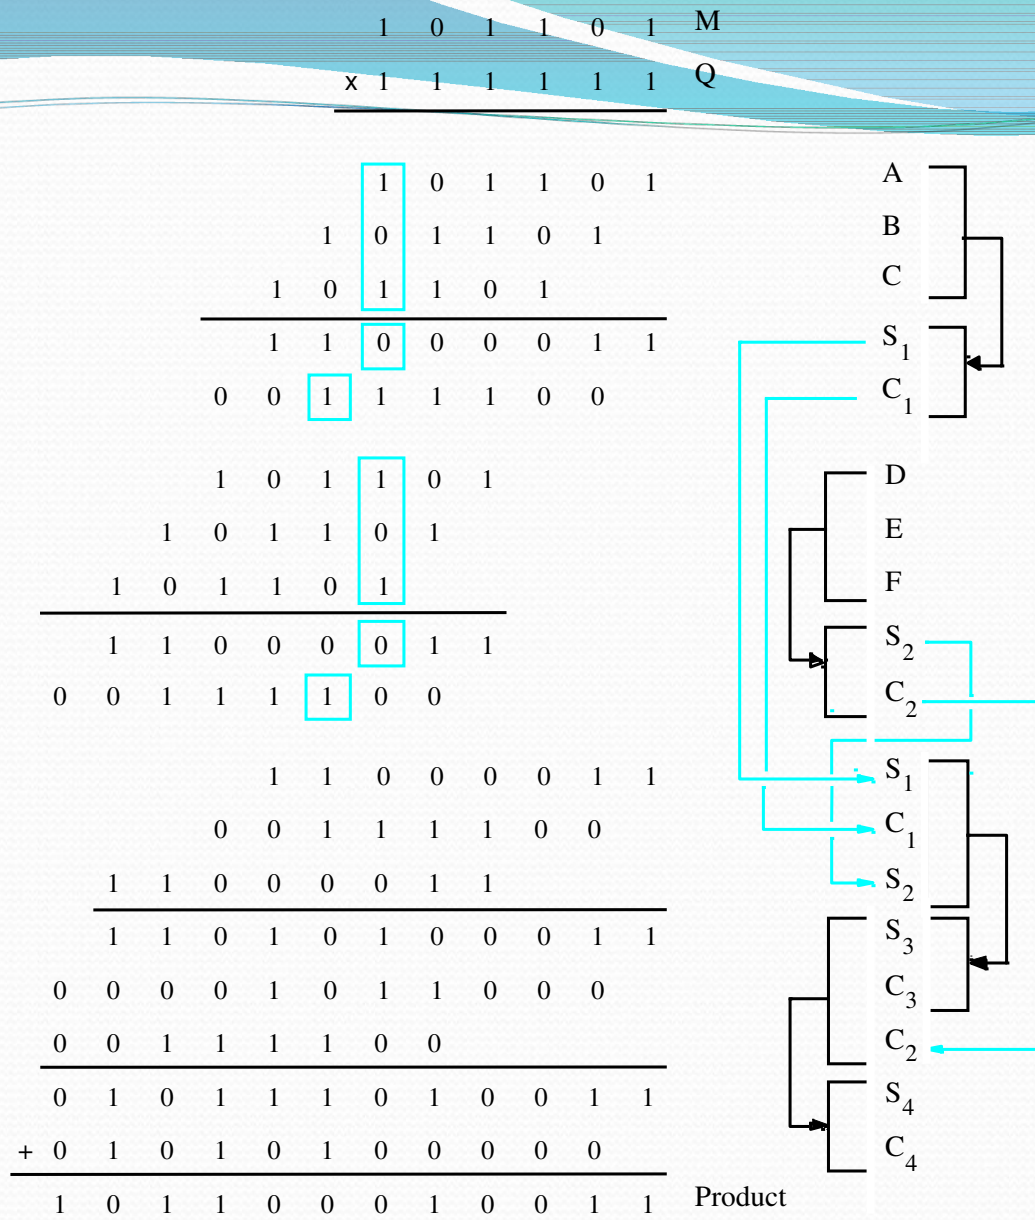 1 0 1 1 0 1 M
x 1 1 1 1 1 1 Q
1 0 1 1 0 1 A
1 0 1 1 0 1 B
1 0 1 1 0 1 C
1 1 0 0 0 0 1 1 S1
0 0 1 1 1 1 0 0 C1
1 0 1 1 0 1 D
1 0 1 1 0 1 E
1 0 1 1 0 1 F
1 1 0 0 0 0 1 1 S2
0 0 1 1 1 1 0 0 C2
1 1 0 0 0 0 1 1 S1
0 0 1 1 1 1 0 0 C1
1 1 0 0 0 0 1 1 S2
1 1 0 1 0 1 0 0 0 1 1 S3
0 0 0 0 1 0 1 1 0 0 0 C3
0 0 1 1 1 1 0 0 C2
0 1 0 1 1 1 0 1 0 0 1 1 S4
+ 0 1 0 1 0 1 0 0 0 0 0 C4
1 0 1 1 0 0 0 1 0 0 1 1 Product